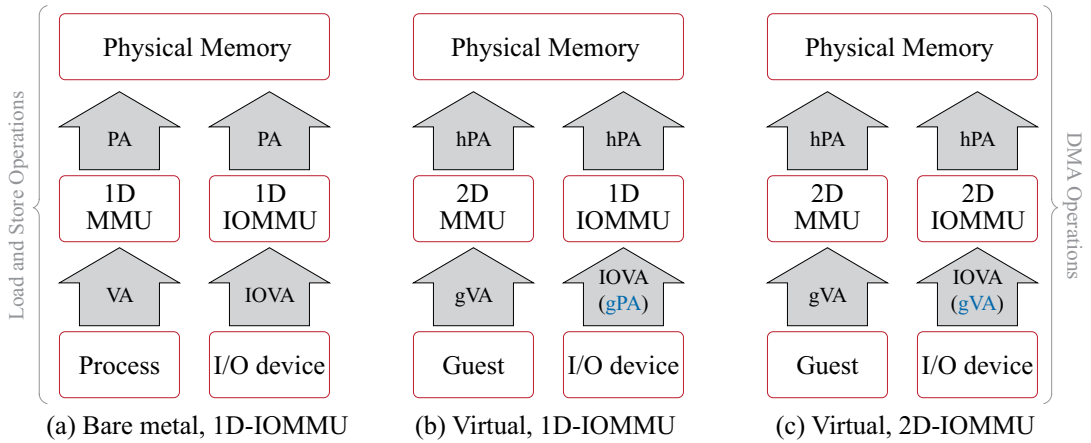 Load and Store Operations
Physical Memory
PA
PA
1D
MMU
1D
IOMMU
VA
IOVA
Process
I/O device
(a) Bare metal, 1D-IOMMU
Physical Memory
hPA
hPA
2D
MMU
1D
IOMMU
gVA
IOVA
(gPA)
Guest
I/O device
(b) Virtual, 1D-IOMMU
Physical Memory
hPA
hPA
2D
MMU
2D
IOMMU
gVA
IOVA
(gVA)
Guest
I/O device
(c) Virtual, 2D-IOMMU
DMA Operations